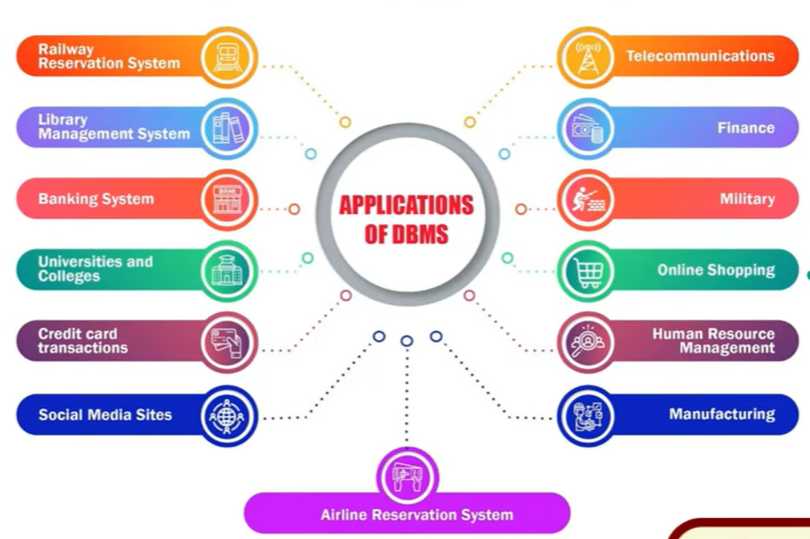 APPLICATIONS
OF DBMS
Railway
Reservation System
Library
Management System
Banking System
Universities and
Colleges
Credit card
transactions
Social Media Sites
Telecommunications
Finance
Military
Online Shopping
Human Resource
Management
Manufacturing
Airline Reservation System